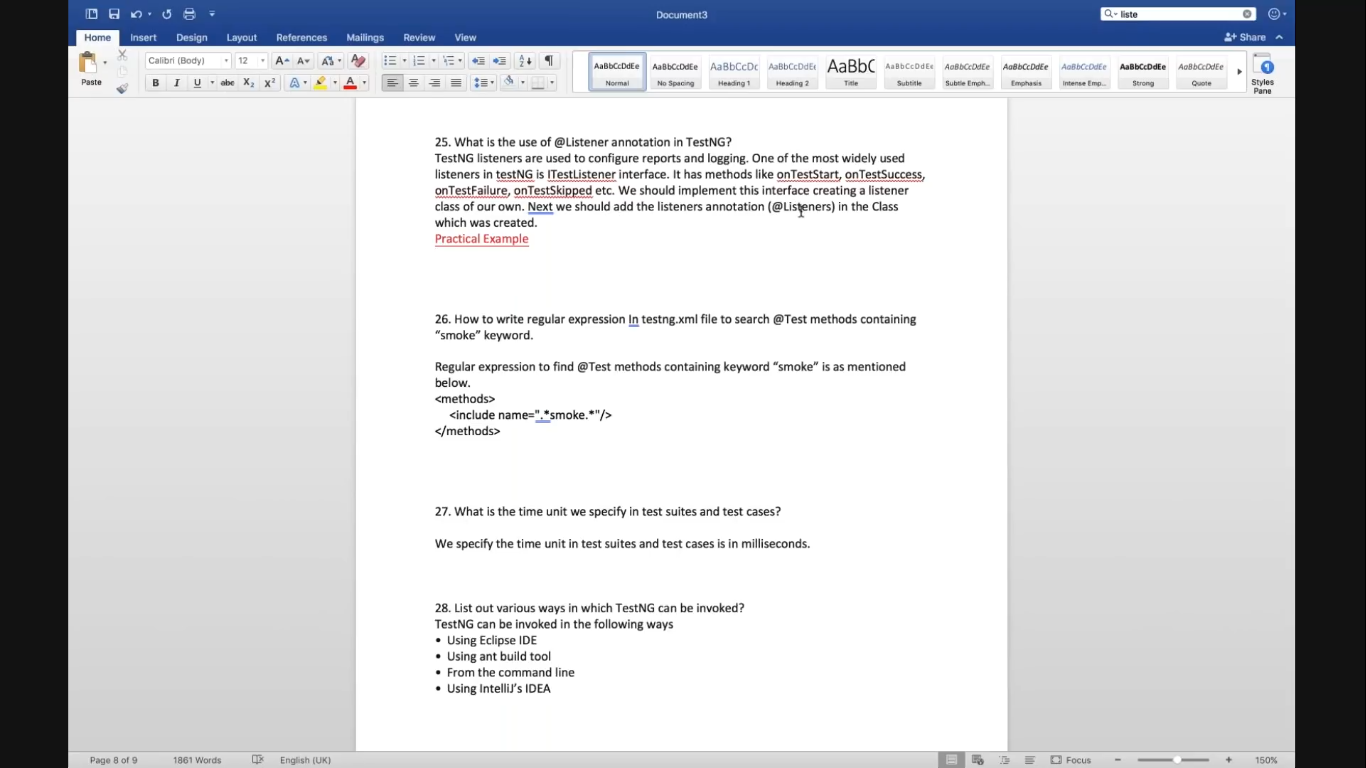 Document3
liste
Home Insert Design Layout References Mailings Review View
Share
Paste
Calibri (Body) 12
AaBbCcDdEe AaBbCcDdEe AaBbCcDc AaBbCcDdEe AaBbC AaBbCcDdEe AaBbCcDdEe AaBbCcDdEe AaBbCcDdEe AaBbCcDdEe AaBbCcDdEe
Normal No Spacing Heading 1 Heading 2 Title Subtitle Subtle Emph... Emphasis Intense Emp... Strong Quote
Styles Pane
B I U abc X₂ X² A A
25. What is the use of @Listener annotation in TestNG?
TestNG listeners are used to configure reports and logging. One of the most widely used
listeners in testNG is ITestListener interface. It has methods like onTestStart, onTestSuccess,
onTestFailure, onTestSkipped etc. We should implement this interface creating a listener
class of our own. Next we should add the listeners annotation (@Listeners) in the Class
which was created.
Practical Example
26. How to write regular expression In testng.xml file to search @Test methods containing
“smoke” keyword.
Regular expression to find @Test methods containing keyword “smoke” is as mentioned
below.
<methods>
<include name=".*smoke.*"/>
</methods>
27. What is the time unit we specify in test suites and test cases?
We specify the time unit in test suites and test cases is in milliseconds.
28. List out various ways in which TestNG can be invoked?
TestNG can be invoked in the following ways
• Using Eclipse IDE
• Using ant build tool
• From the command line
• Using IntelliJ’s IDEA
Page 8 of 9 1861 Words English (UK) Focus 150%